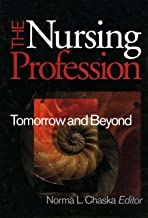 THE
Nursing
Profession
Tomorrow and Beyond
Norma L. Chaska Editor